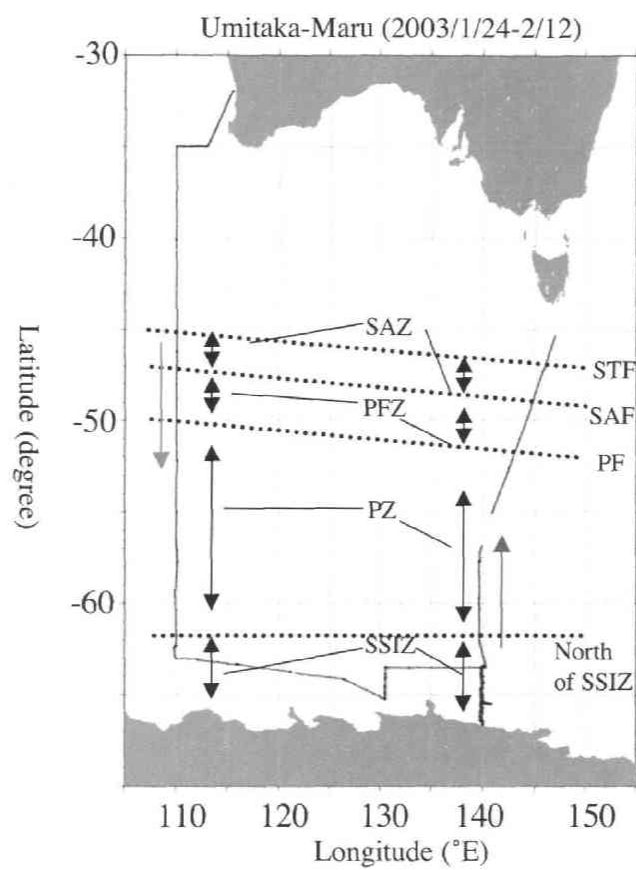 Umitaka-Maru (2003/1/24-2/12)
-30
-40
-50
-60
Latitude (degree)
SAZ
STF
PFZ
SAF
PF
PZ
SSIZ
North
of SSIZ
110 120 130 140 150
Longitude (°E)